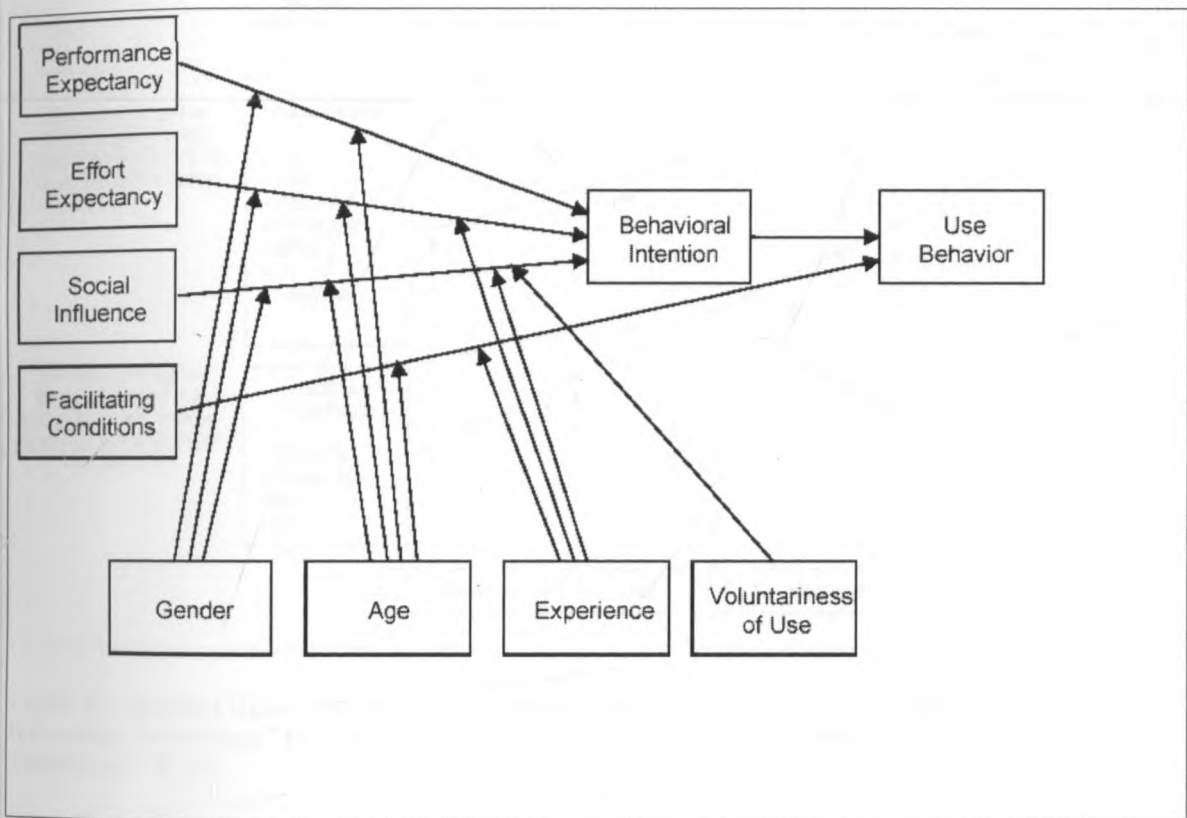 Performance
Expectancy
Effort
Expectancy
Social
Influence
Facilitating
Conditions
Behavioral
Intention
Use
Behavior
Gender
Age
Experience
Voluntariness
of Use